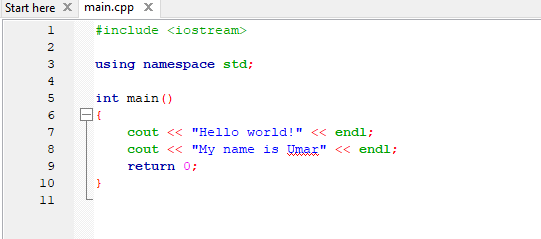 Start here X main.cpp X
1 #include <iostream>
2
3 using namespace std;
4
5 int main()
6 {
7 cout << "Hello world!" << endl;
8 cout << "My name is Umar" << endl;
9 return 0;
10 }
11